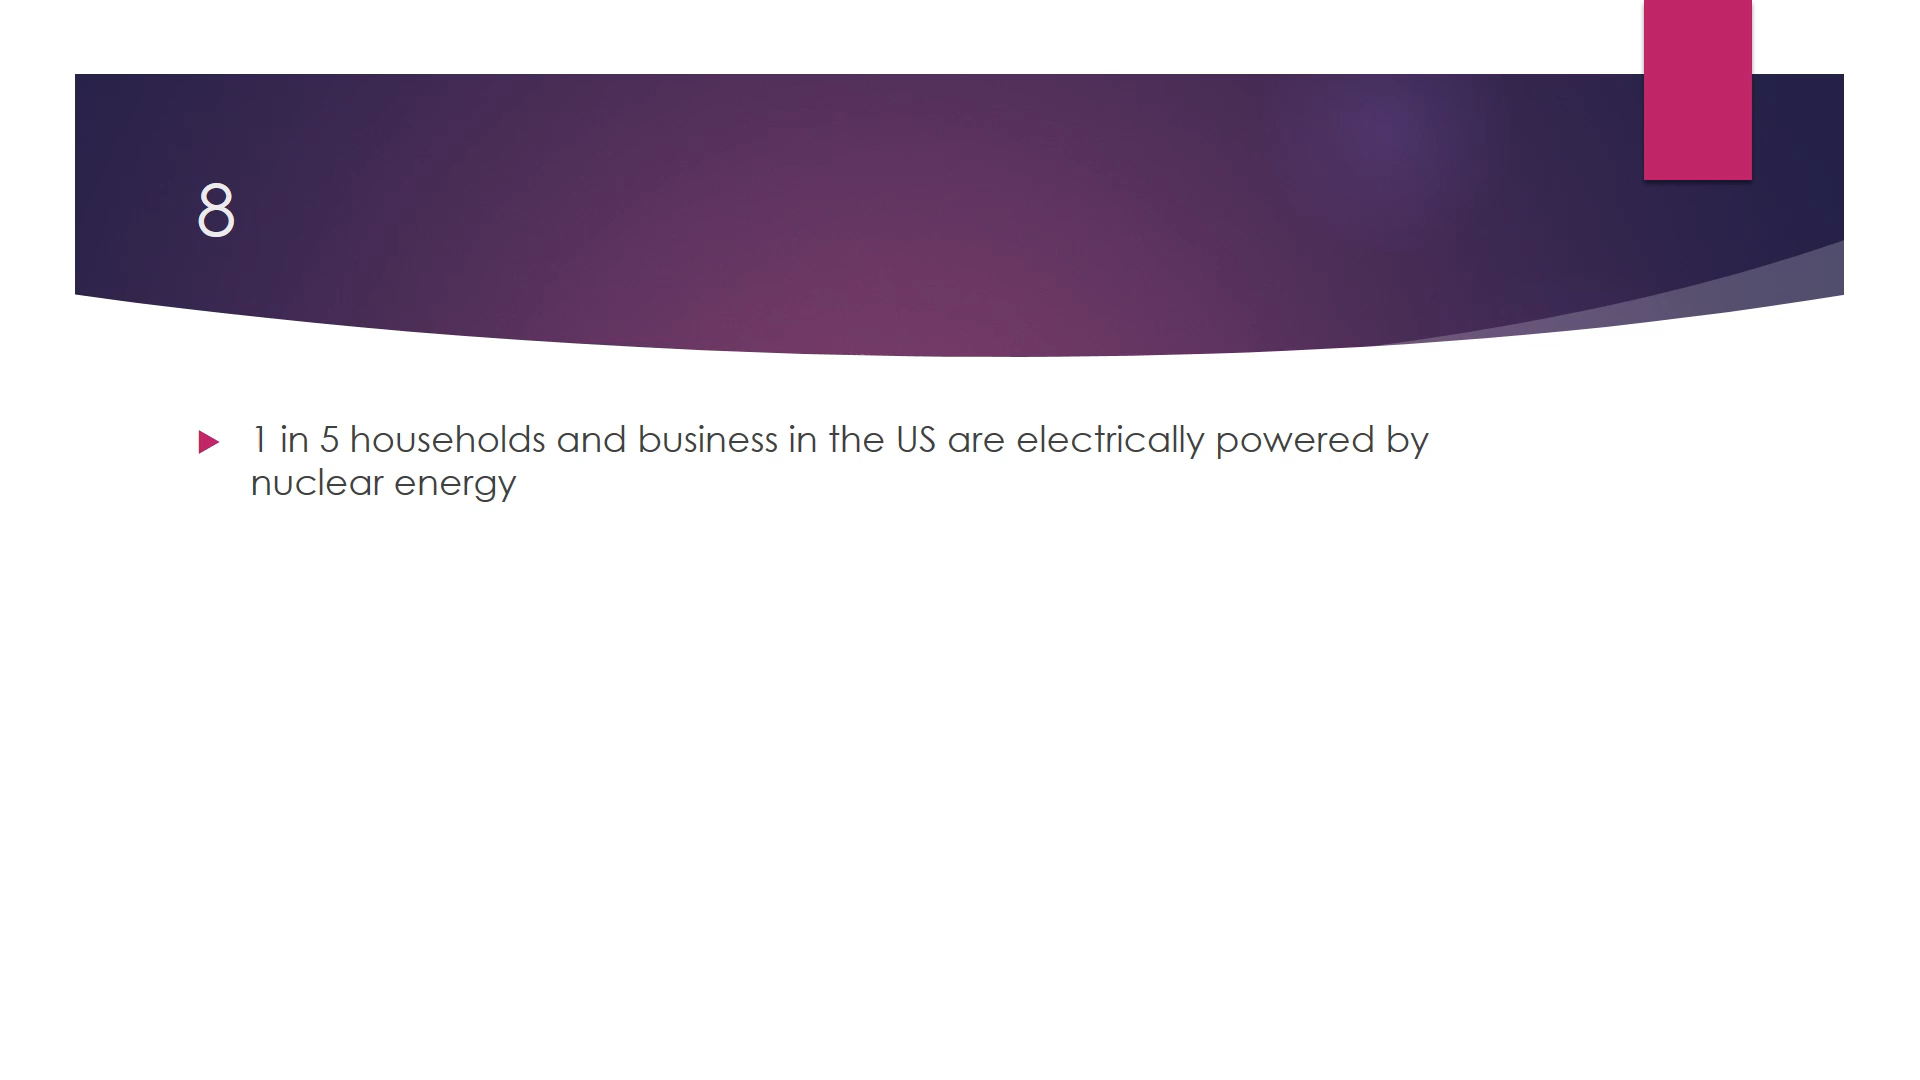 8
1 in 5 households and business in the US are electrically powered by
nuclear energy